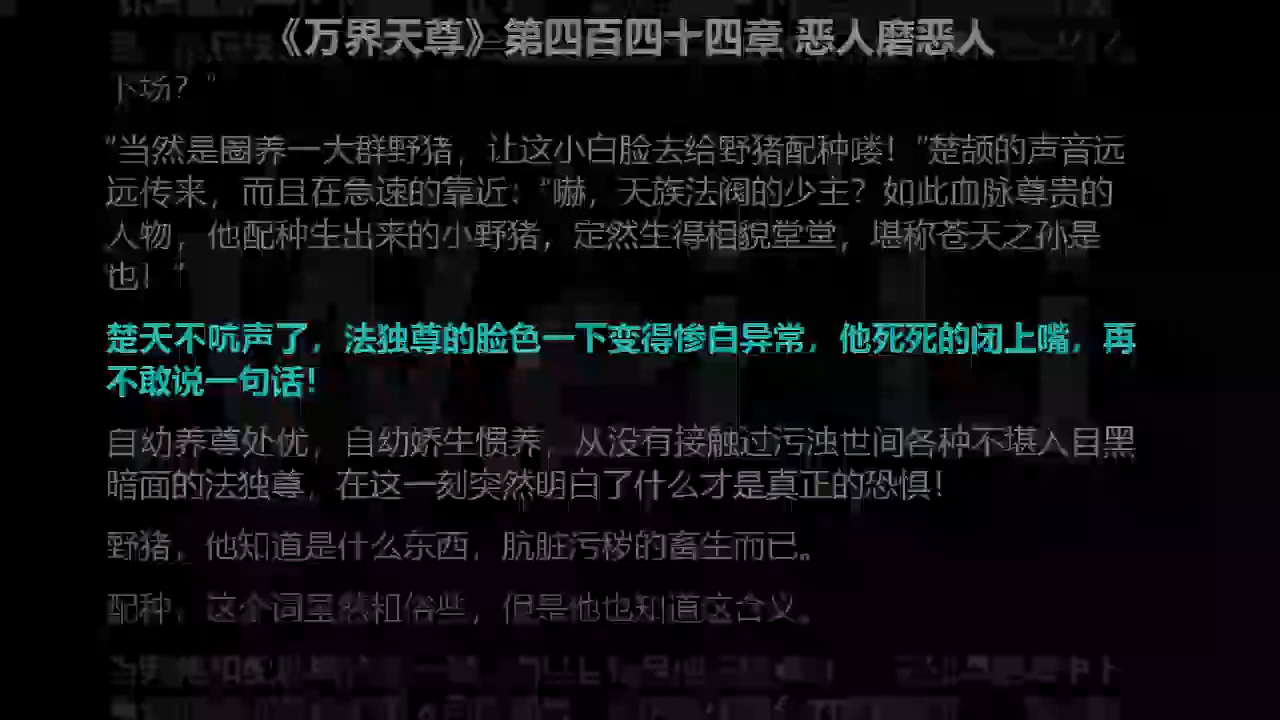 《万界天尊》第四百四十四章 恶人磨恶人
下场？”
“当然是圈养一大群野猪，让这小白脸去给野猪配种喽！”楚颉的声音远
远传来，而且在急速的靠近：“嚇，天族法阀的少主？如此血脉尊贵的
人物，他配种生出来的小野猪，定然生得相貌堂堂，堪称苍天之孙是
也！”
楚天不吭声了，法独尊的脸色一下变得惨白异常，他死死的闭上嘴，再
不敢说一句话！
自幼养尊处优，自幼娇生惯养，从没有接触过污浊世间各种不堪入目黑
暗面的法独尊，在这一刻突然明白了什么才是真正的恐惧！
野猪，他知道是什么东西，肮脏污秽的畜生而已。
配种，这个词虽然粗俗些，但是他也知道这含义。